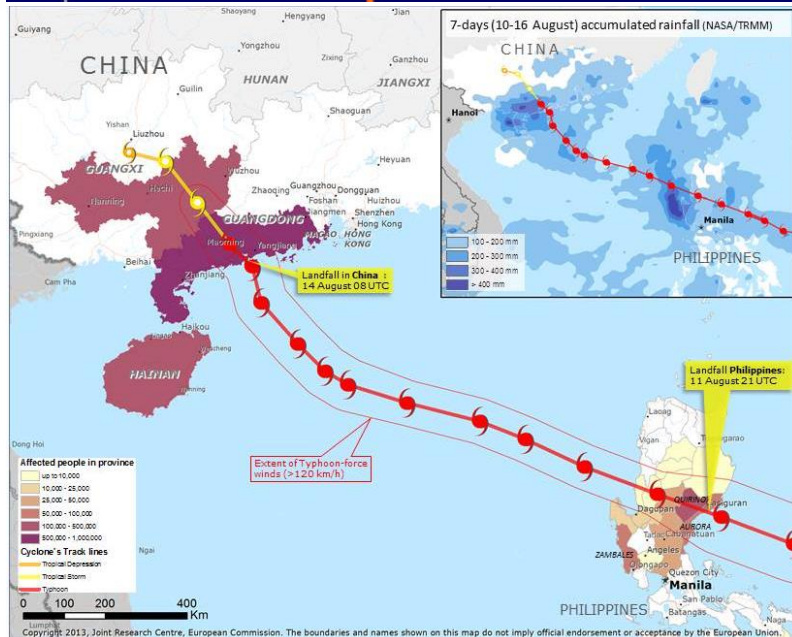 7-days (10-16 August) accumulated rainfall (NASA/TRMM)
CHINA
Hanoi
Manila
PHILIPPINES
100 - 200 mm
200 - 300 mm
300 - 400 mm
> 400 mm
Guiyang
Shaoyang
Hengyang
Jian
Yongzhou
Zixing
Ganzhou
CHINA
HUNAN
JIANGXI
Guilin
Shaoguan
Yishan
Liuzhou
Heyuan
GUANGXI
Hechi
Wuzhou
Zhaoqing
Guangzhou
Dongguan
Nanning
Foshan
Huizhou
Jiangmen
Shenzhen
GUANGDONG
Hong Kong
MACAO
HONG
KONG
Pingxiang
Maoming
Yangjiang
Beihai
Zhanjiang
Cam Pha
Landfall in China :
14 August 08 UTC
Haikou
HAINAN
Landfall Philippines:
11 August 21 UTC
Laoag
Vigan
Dong Hoi
Extent of Typhoon-force
winds (>120 km/h)
QUIRINO
Dagupan
AURORA
Cabanatuan
ZAMBALES
Angeles
Olongapo
Quezon City
Manila
San Pablo
PHILIPPINES
Batangas
Naga
Ngai
Affected people in province
up to 10,000
10,000 - 25,000
25,000 - 50,000
50,000 - 100,000
100,000 - 500,000
500,000 - 1,000,000
Cyclone's Track lines
Tropical Depression
Tropical Storm
Typhoon
0 100 200 400
Km
Copyright 2013, Joint Research Centre, European Commission. The boundaries and names shown on this map do not imply official endorsement or acceptance by the European Union.